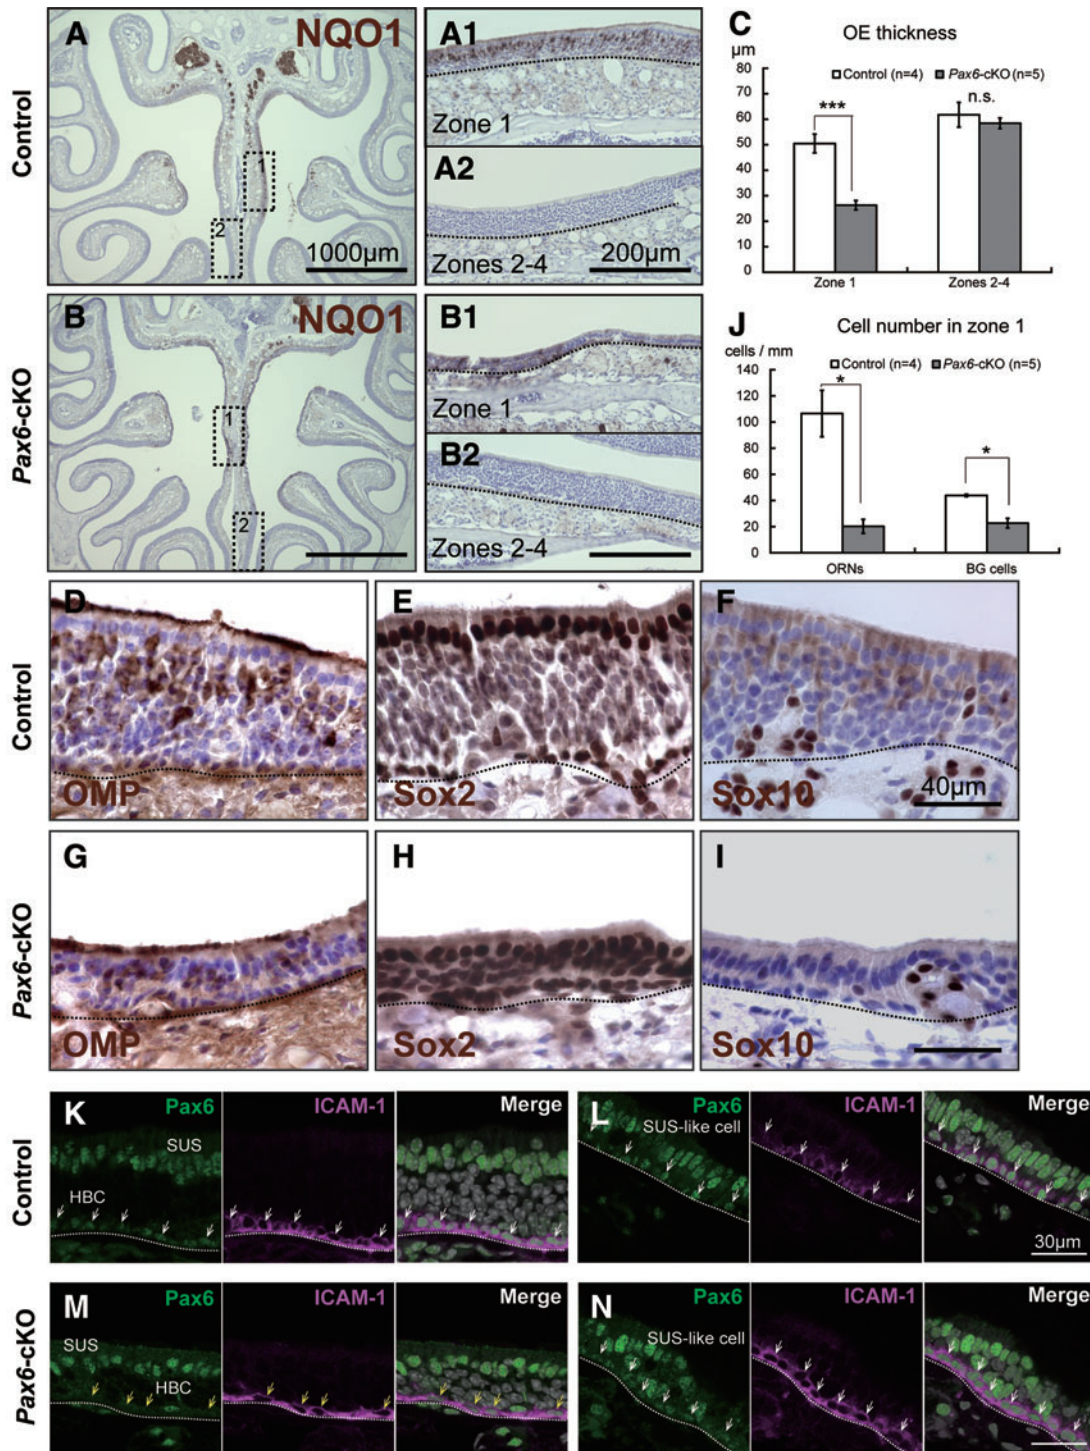 Control
A
NQO1
1
2
1000µm
A1
Zone 1
A2
Zones 2-4
200µm
C
OE thickness
µm
Control (n=4)
Pax6-cKO (n=5)
80
70
60
50
40
30
20
10
0
***
n.s.
Zone 1
Zones 2-4
Pax6-cKO
B
NQO1
1
2
B1
Zone 1
B2
Zones 2-4
J
Cell number in zone 1
cells / mm
Control (n=4)
Pax6-cKO (n=5)
140
120
100
80
60
40
20
0
*
*
ORNs
BG cells
Control
D
OMP
E
Sox2
F
Sox10
40µm
Pax6-cKO
G
OMP
H
Sox2
I
Sox10
Control
K
Pax6
SUS
HBC
ICAM-1
Merge
L
Pax6
SUS-like cell
ICAM-1
Merge
30µm
Pax6-cKO
M
Pax6
SUS
HBC
ICAM-1
Merge
N
Pax6
SUS-like cell
ICAM-1
Merge